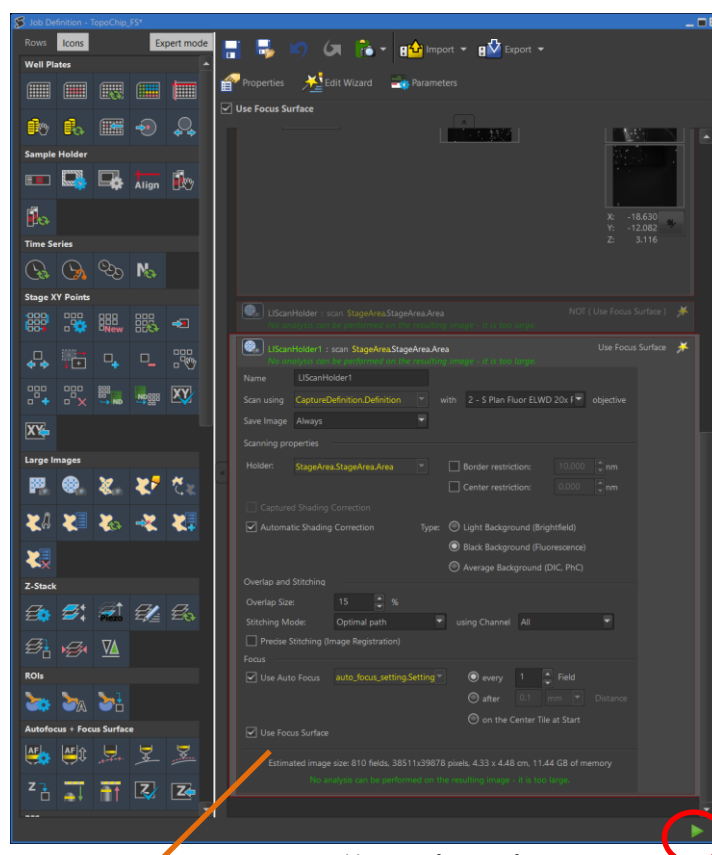 Job Definition - TopoChip_FS*
Rows Icons Expert mode
Import Export
Properties Edit Wizard Parameters
Use Focus Surface
Well Plates
Sample Holder
Align
Time Series
Stage XY Points
New
ND ND
XY
XY
Large Images
Z-Stack
Piezo
ROIs
Autofocus + Focus Surface
AF AF
Z Z Z
X: -18.630
Y: -12.082
Z: 3.116
LIScanHolder : scan StageArea.StageArea.Area NOT ( Use Focus Surface )
No analysis can be performed on the resulting image - it is too large.
LIScanHolder1 : scan StageArea.StageArea.Area Use Focus Surface
No analysis can be performed on the resulting image - it is too large.
Name LIScanHolder1
Scan using CaptureDefinition.Definition with 2 - S Plan Fluor ELWD 20x F objective
Save Image Always
Scanning properties
Holder: StageArea.StageArea.Area Border restriction: 10.000 nm
Center restriction: 0.000 nm
Captured Shading Correction
Automatic Shading Correction Type: Light Background (Brightfield)
Black Background (Fluorescence)
Average Background (DIC, PhC)
Overlap and Stitching
Overlap Size: 15 %
Stitching Mode: Optimal path using Channel All
Precise Stitching (Image Registration)
Focus
Use Auto Focus auto_focus_setting.Setting every 1 Field
after 0.1 mm Distance
on the Center Tile at Start
Use Focus Surface
Estimated image size: 810 fields, 38511x39878 pixels, 4.33 x 4.48 cm, 11.44 GB of memory
No analysis can be performed on the resulting image - it is too large.